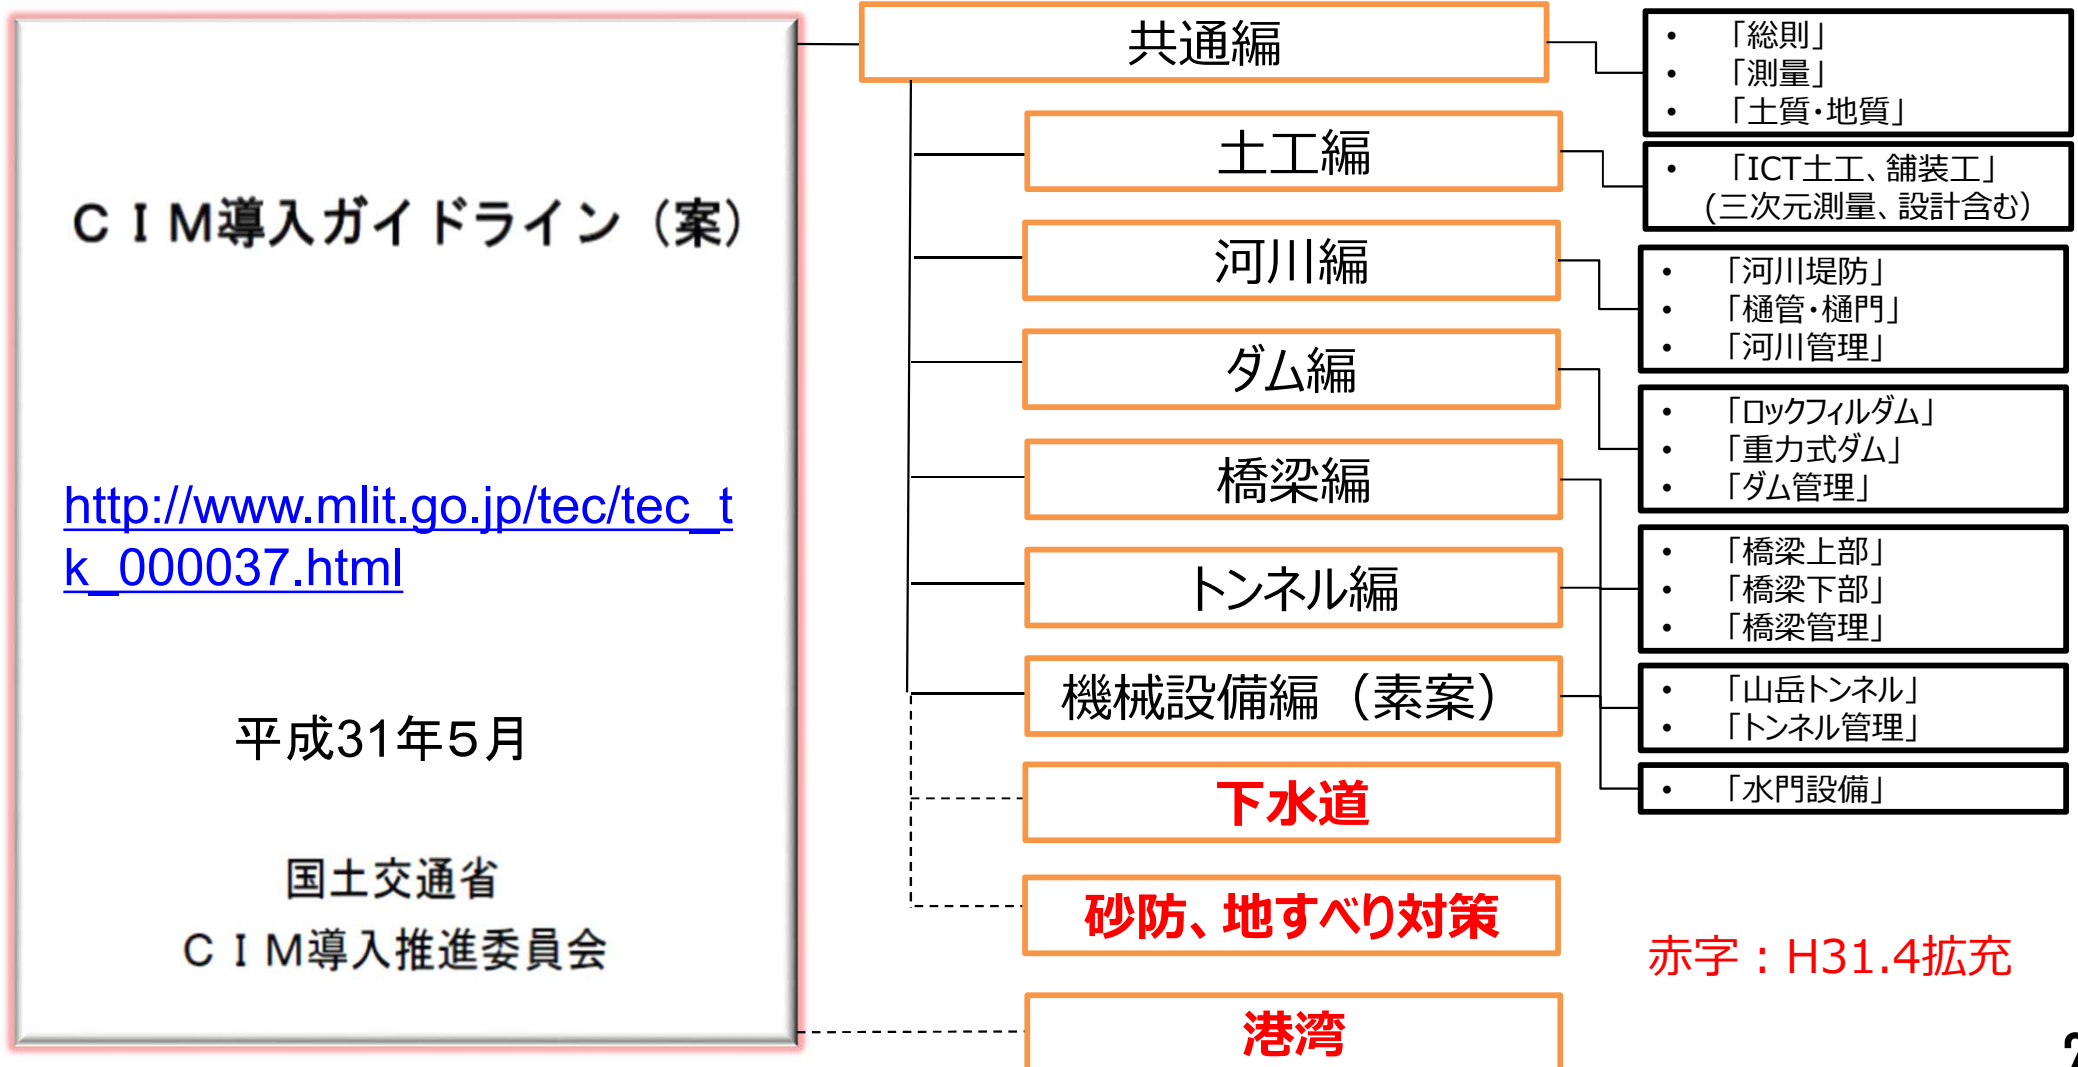 CIM導入ガイドライン（案）
http://www.mlit.go.jp/tec/tec_t
k_000037.html
平成31年5月
国土交通省
CIM導入推進委員会
共通編
土工編
河川編
ダム編
橋梁編
トンネル編
機械設備編（素案）
下水道
砂防、地すべり対策
港湾
• 「総則」
• 「測量」
• 「土質・地質」
• 「ICT土工、舗装工」
(三次元測量、設計含む)
• 「河川堤防」
• 「樋管・樋門」
• 「河川管理」
• 「ロックフィルダム」
• 「重力式ダム」
• 「ダム管理」
• 「橋梁上部」
• 「橋梁下部」
• 「橋梁管理」
• 「山岳トンネル」
• 「トンネル管理」
• 「水門設備」
赤字：H31.4拡充